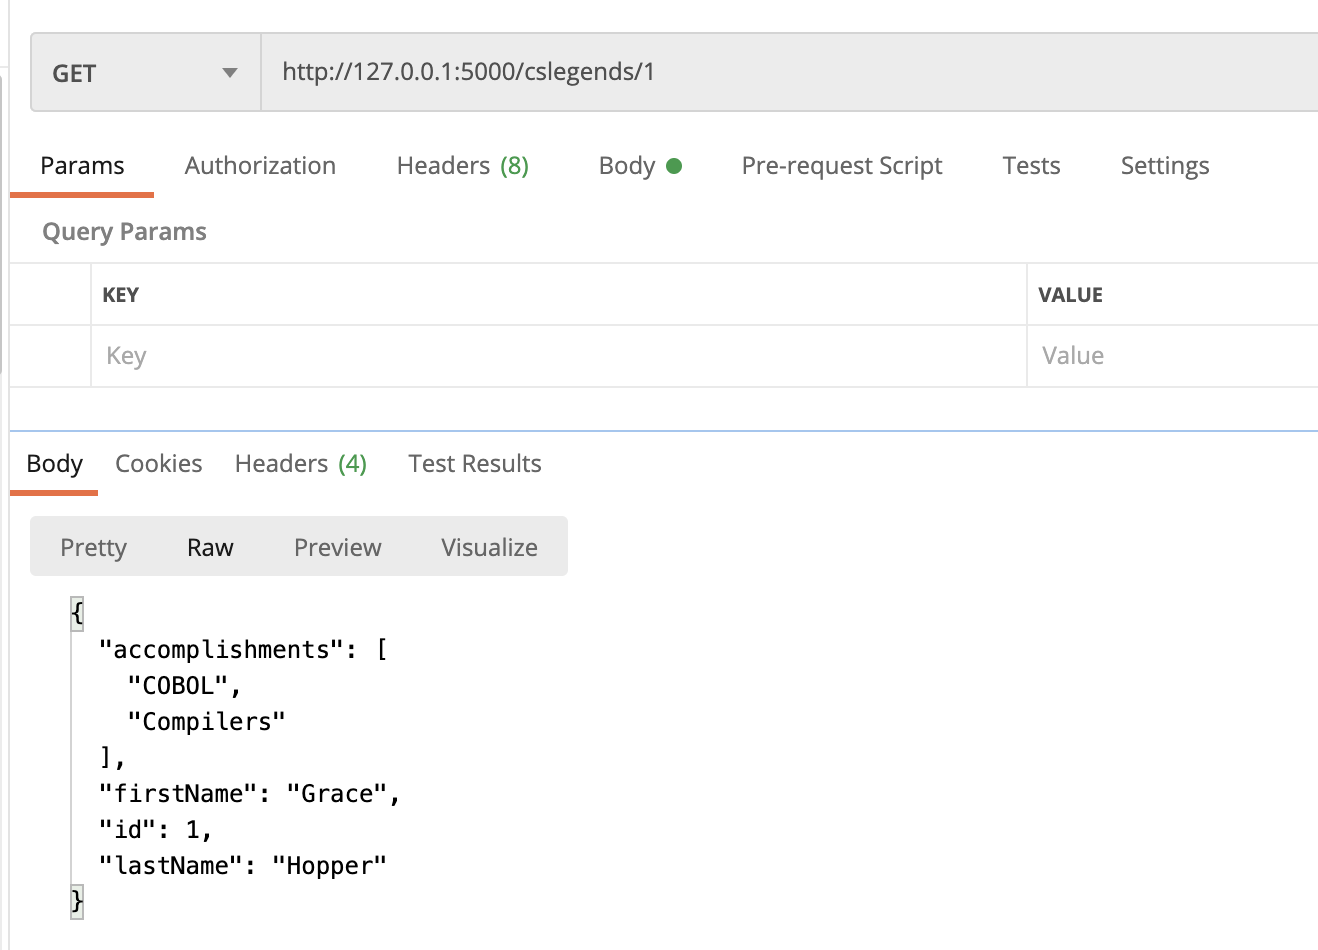 GET http://127.0.0.1:5000/cslegends/1
Params Authorization Headers (8) Body Pre-request Script Tests Settings
Query Params
KEY VALUE
Key Value
Body Cookies Headers (4) Test Results
Pretty Raw Preview Visualize
{
  "accomplishments": [
    "COBOL",
    "Compilers"
  ],
  "firstName": "Grace",
  "id": 1,
  "lastName": "Hopper"
}